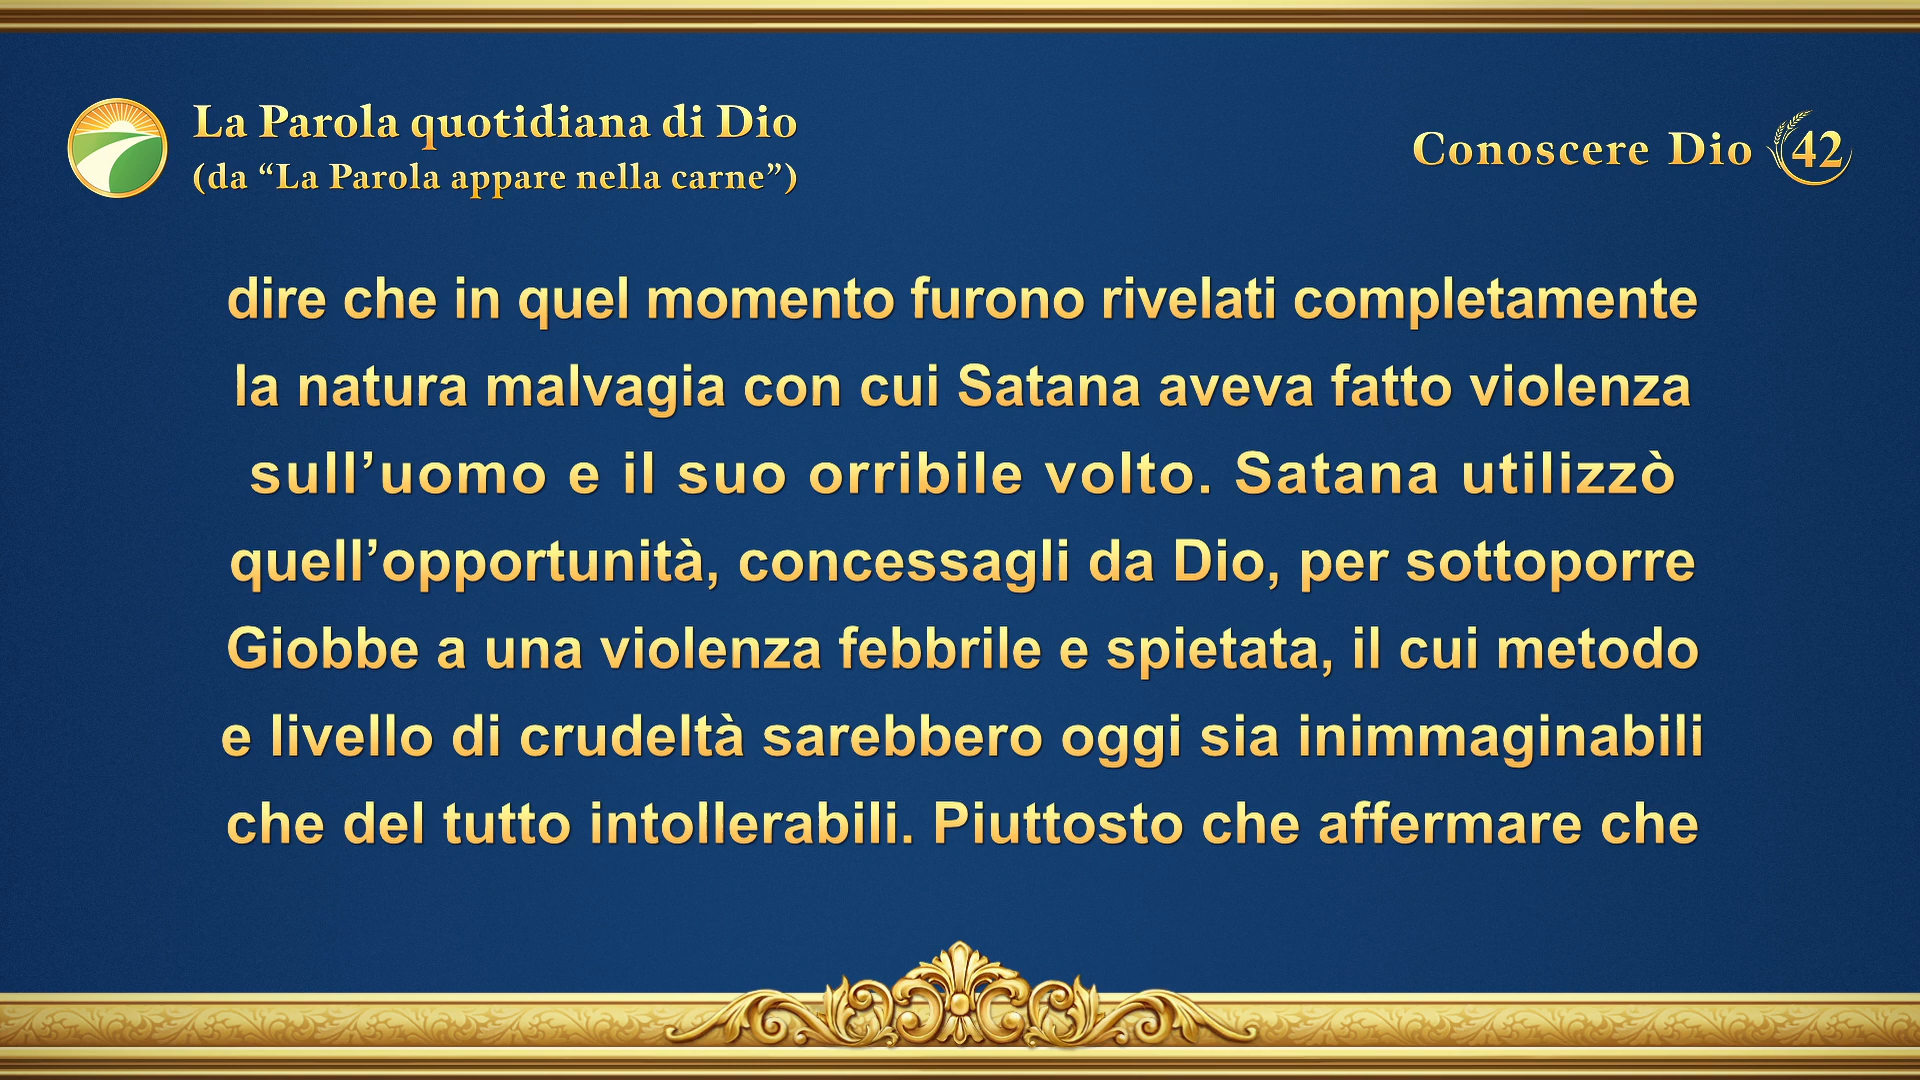 La Parola quotidiana di Dio
(da “La Parola appare nella carne”)
Conoscere Dio 42
dire che in quel momento furono rivelati completamente
la natura malvagia con cui Satana aveva fatto violenza
sull’uomo e il suo orribile volto. Satana utilizzò
quell’opportunità, concessagli da Dio, per sottoporre
Giobbe a una violenza febbrile e spietata, il cui metodo
e livello di crudeltà sarebbero oggi sia inimmaginabili
che del tutto intollerabili. Piuttosto che affermare che